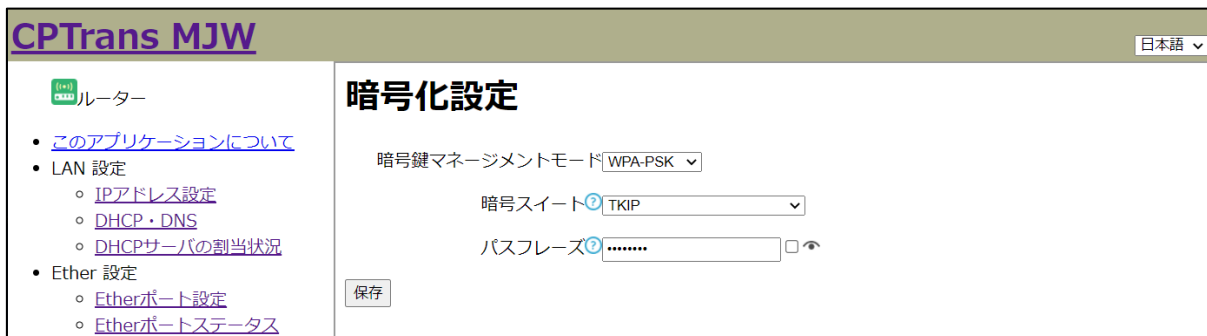 CPTrans MJW
日本語
ルーター
このアプリケーションについて
LAN 設定
IPアドレス設定
DHCP・DNS
DHCPサーバの割当状況
Ether 設定
Etherポート設定
Etherポートステータス
暗号化設定
暗号鍵マネージメントモード WPA-PSK
暗号スイート ? TKIP
パスフレーズ ? ........
保存